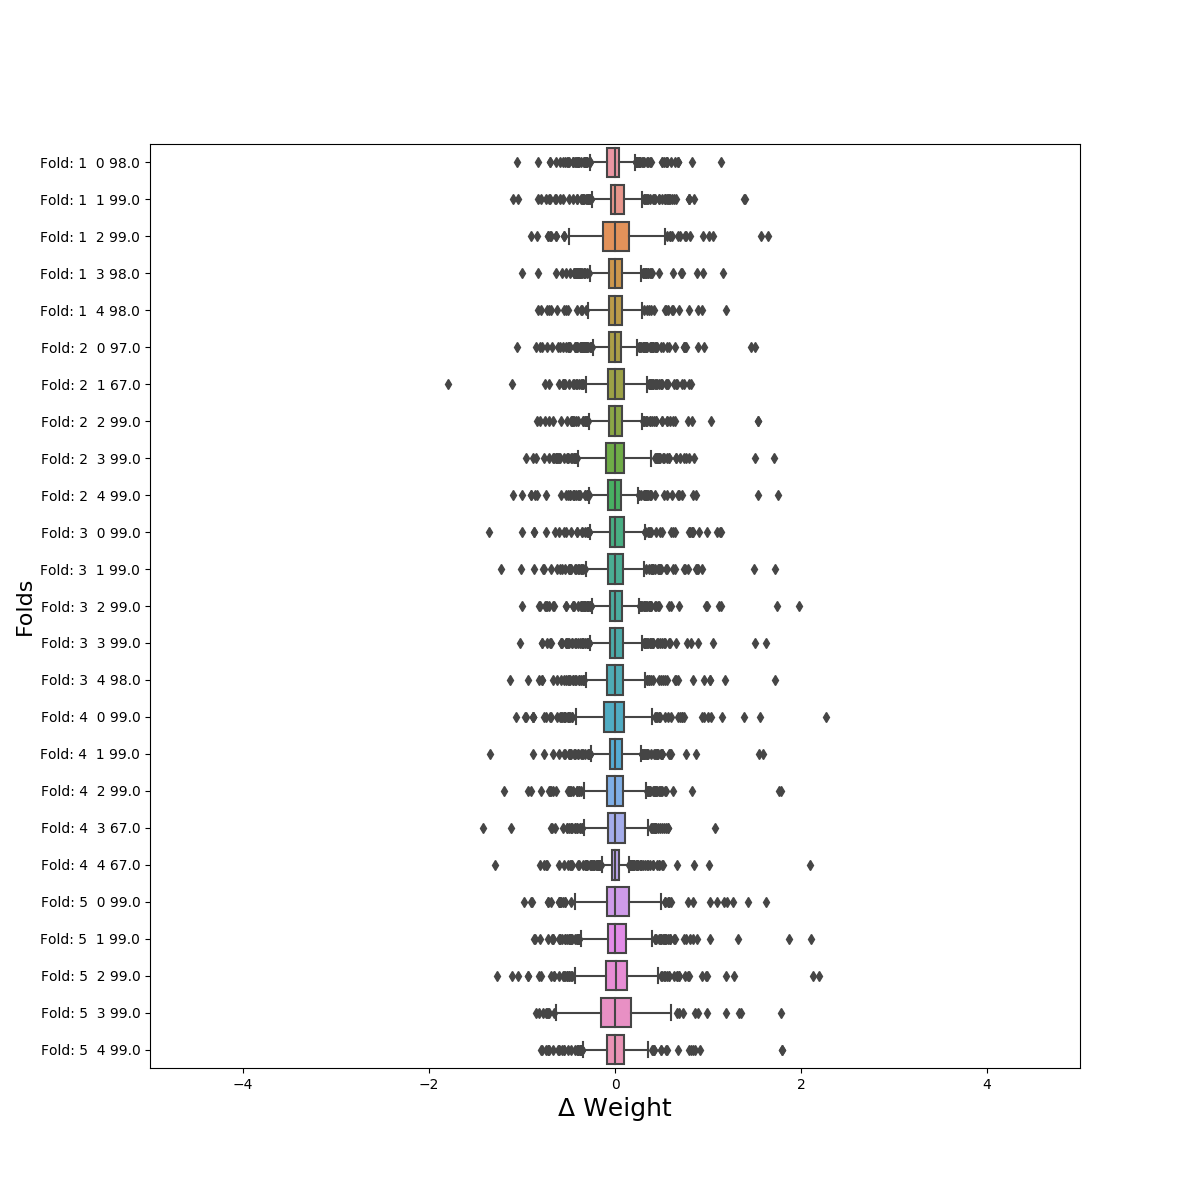 Fold: 1  0 98.0
Fold: 1  1 99.0
Fold: 1  2 99.0
Fold: 1  3 98.0
Fold: 1  4 98.0
Fold: 2  0 97.0
Fold: 2  1 67.0
Fold: 2  2 99.0
Fold: 2  3 99.0
Fold: 2  4 99.0
Fold: 3  0 99.0
Fold: 3  1 99.0
Fold: 3  2 99.0
Fold: 3  3 99.0
Fold: 3  4 98.0
Fold: 4  0 99.0
Fold: 4  1 99.0
Fold: 4  2 99.0
Fold: 4  3 67.0
Fold: 4  4 67.0
Fold: 5  0 99.0
Fold: 5  1 99.0
Fold: 5  2 99.0
Fold: 5  3 99.0
Fold: 5  4 99.0
Folds
−4 −2 0 2 4
Δ Weight